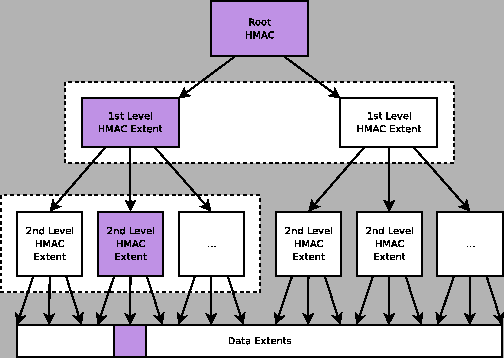 Root
HMAC
1st Level
HMAC Extent
1st Level
HMAC Extent
2nd Level
HMAC
Extent
2nd Level
HMAC
Extent
...
2nd Level
HMAC
Extent
2nd Level
HMAC
Extent
...
Data Extents